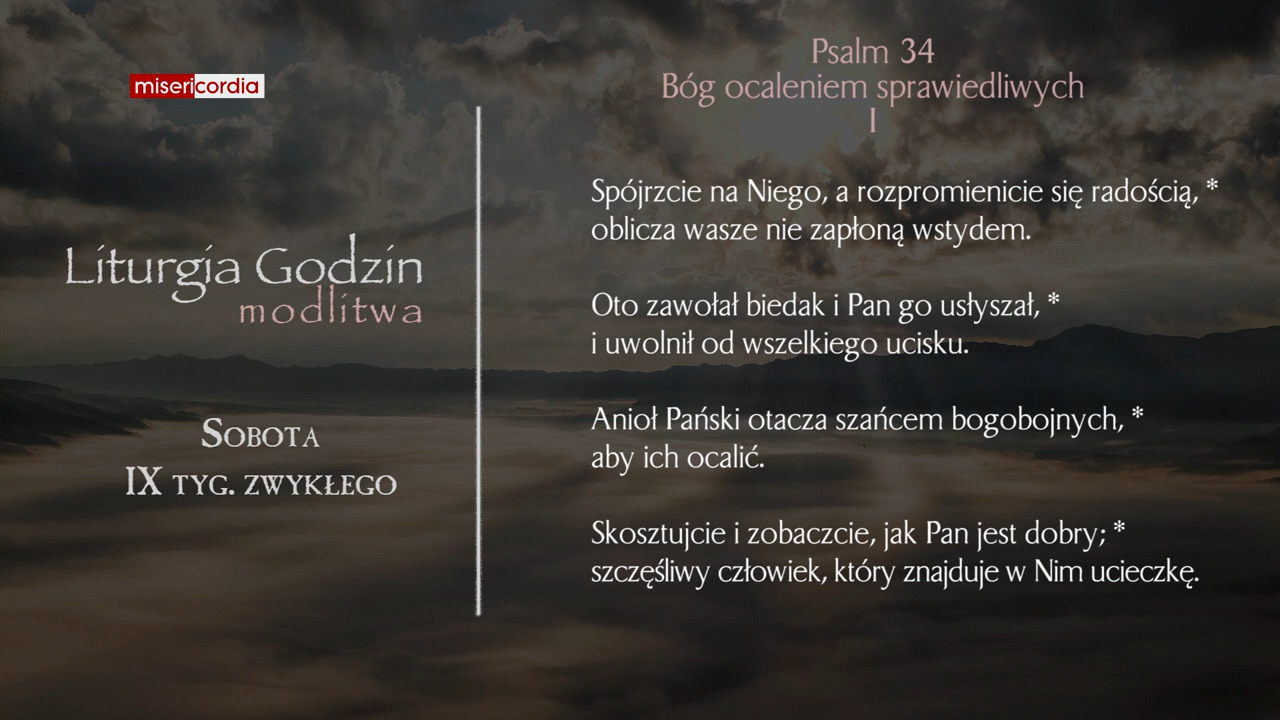 misericordia
Liturgia Godzin
modlitwa
Sobota
IX tyg. zwykłego
Psalm 34
Bóg ocaleniem sprawiedliwych
I
Spójrzcie na Niego, a rozpromienicie się radością, *
oblicza wasze nie zapłoną wstydem.
Oto zawołał biedak i Pan go usłyszał, *
i uwolnił od wszelkiego ucisku.
Anioł Pański otacza szańcem bogobojnych, *
aby ich ocalić.
Skosztujcie i zobaczcie, jak Pan jest dobry; *
szczęśliwy człowiek, który znajduje w Nim ucieczkę.